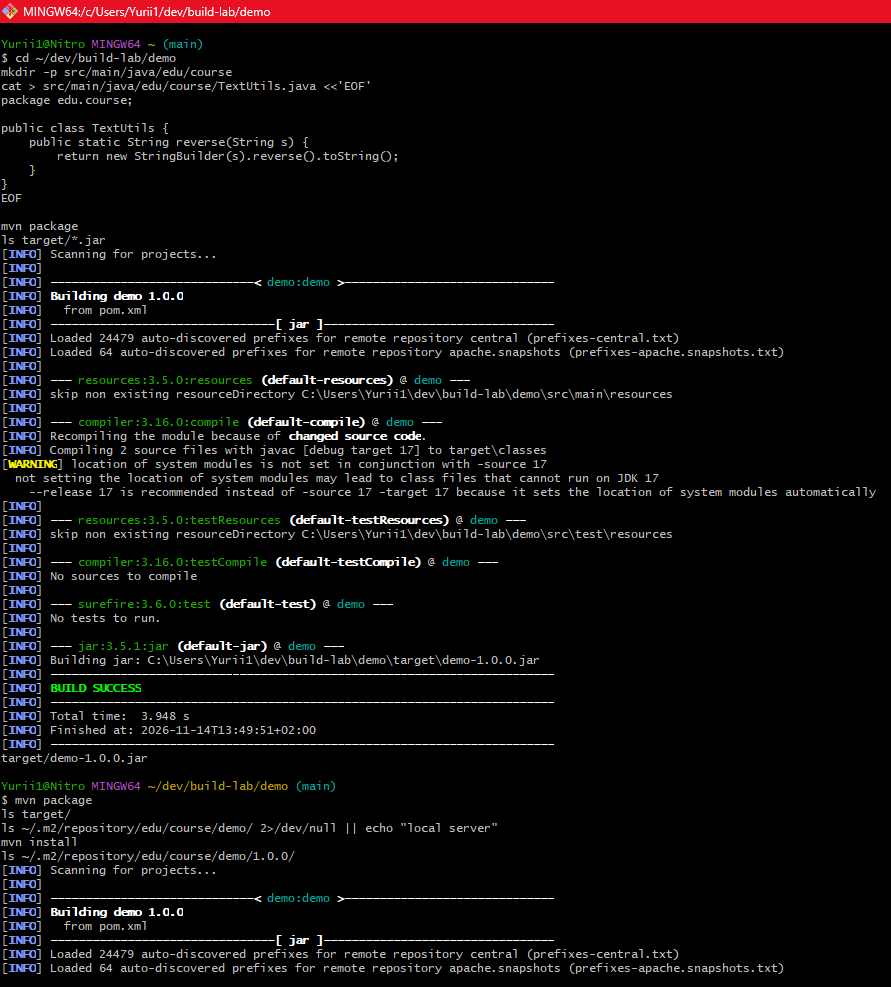 MINGW64:/c/Users/Yurii1/dev/build-lab/demo
Yurii1@Nitro MINGW64 ~ (main)
$ cd ~/dev/build-lab/demo
mkdir -p src/main/java/edu/course
cat > src/main/java/edu/course/TextUtils.java <<'EOF'
package edu.course;

public class TextUtils {
    public static String reverse(String s) {
        return new StringBuilder(s).reverse().toString();
    }
}
EOF

mvn package
ls target/*.jar
[INFO] Scanning for projects...
[INFO]
[INFO] -----------------------------< demo:demo >------------------------------
[INFO] Building demo 1.0.0
[INFO]   from pom.xml
[INFO] --------------------------------[ jar ]---------------------------------
[INFO] Loaded 24479 auto-discovered prefixes for remote repository central (prefixes-central.txt)
[INFO] Loaded 64 auto-discovered prefixes for remote repository apache.snapshots (prefixes-apache.snapshots.txt)
[INFO]
[INFO] --- resources:3.5.0:resources (default-resources) @ demo ---
[INFO] skip non existing resourceDirectory C:\Users\Yurii1\dev\build-lab\demo\src\main\resources
[INFO]
[INFO] --- compiler:3.16.0:compile (default-compile) @ demo ---
[INFO] Recompiling the module because of changed source code.
[INFO] Compiling 2 source files with javac [debug target 17] to target\classes
[WARNING] location of system modules is not set in conjunction with -source 17
  not setting the location of system modules may lead to class files that cannot run on JDK 17
    --release 17 is recommended instead of -source 17 -target 17 because it sets the location of system modules automatically
[INFO]
[INFO] --- resources:3.5.0:testResources (default-testResources) @ demo ---
[INFO] skip non existing resourceDirectory C:\Users\Yurii1\dev\build-lab\demo\src\test\resources
[INFO]
[INFO] --- compiler:3.16.0:testCompile (default-testCompile) @ demo ---
[INFO] No sources to compile
[INFO]
[INFO] --- surefire:3.6.0:test (default-test) @ demo ---
[INFO] No tests to run.
[INFO]
[INFO] --- jar:3.5.1:jar (default-jar) @ demo ---
[INFO] Building jar: C:\Users\Yurii1\dev\build-lab\demo\target\demo-1.0.0.jar
[INFO] ------------------------------------------------------------------------
[INFO] BUILD SUCCESS
[INFO] ------------------------------------------------------------------------
[INFO] Total time:  3.948 s
[INFO] Finished at: 2026-11-14T13:49:51+02:00
[INFO] ------------------------------------------------------------------------
target/demo-1.0.0.jar

Yurii1@Nitro MINGW64 ~/dev/build-lab/demo (main)
$ mvn package
ls target/
ls ~/.m2/repository/edu/course/demo/ 2>/dev/null || echo "local server"
mvn install
ls ~/.m2/repository/edu/course/demo/1.0.0/
[INFO] Scanning for projects...
[INFO]
[INFO] -----------------------------< demo:demo >------------------------------
[INFO] Building demo 1.0.0
[INFO]   from pom.xml
[INFO] --------------------------------[ jar ]---------------------------------
[INFO] Loaded 24479 auto-discovered prefixes for remote repository central (prefixes-central.txt)
[INFO] Loaded 64 auto-discovered prefixes for remote repository apache.snapshots (prefixes-apache.snapshots.txt)